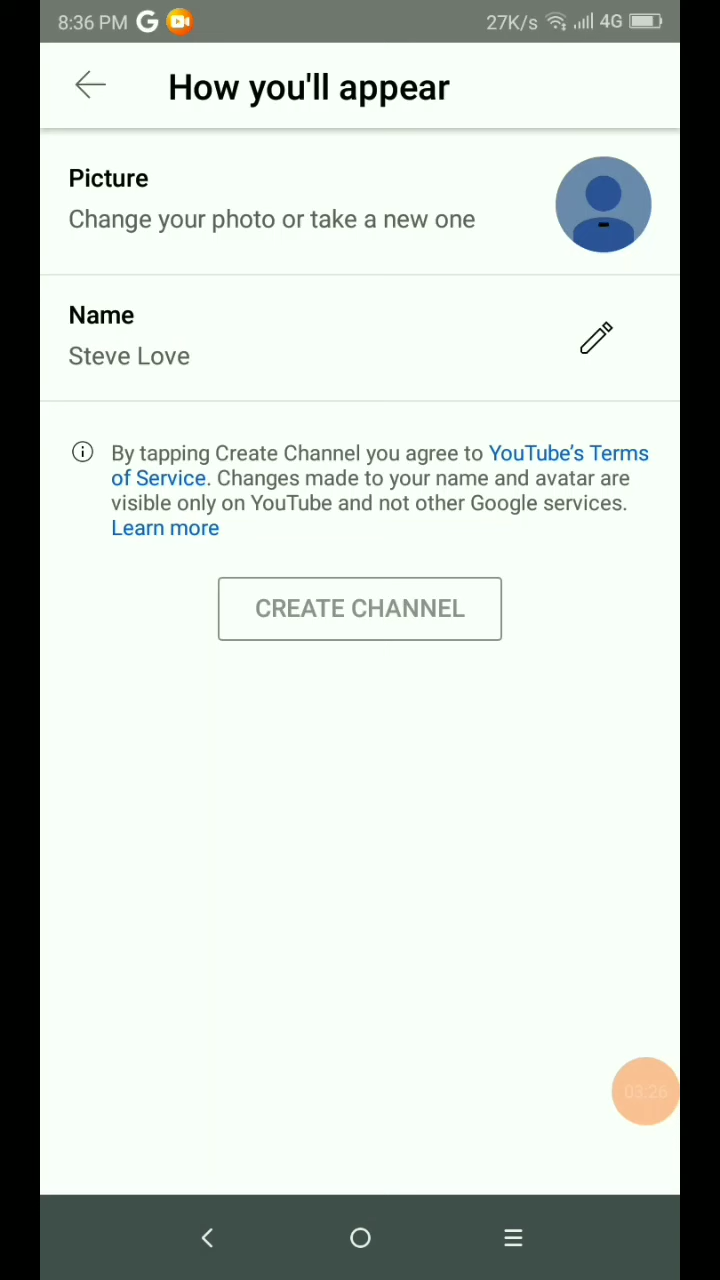 8:36 PM G 27K/s 4G
How you'll appear
Picture
Change your photo or take a new one
Name
Steve Love
By tapping Create Channel you agree to YouTube's Terms
of Service. Changes made to your name and avatar are
visible only on YouTube and not other Google services.
Learn more
CREATE CHANNEL
03:26